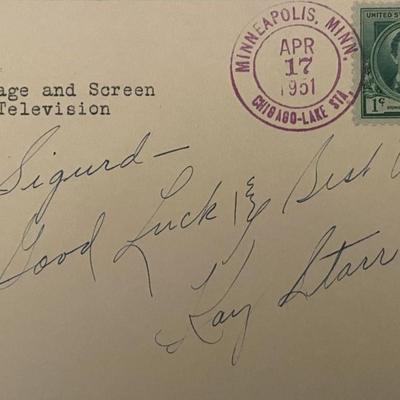 MINNEAPOLIS, MINN.
APR
17
1951
CHICAGO-LAKE STA.
UNITED STA
1¢
age and Screen
Television
Sigurd—
Good Luck & Best
Kay Starr